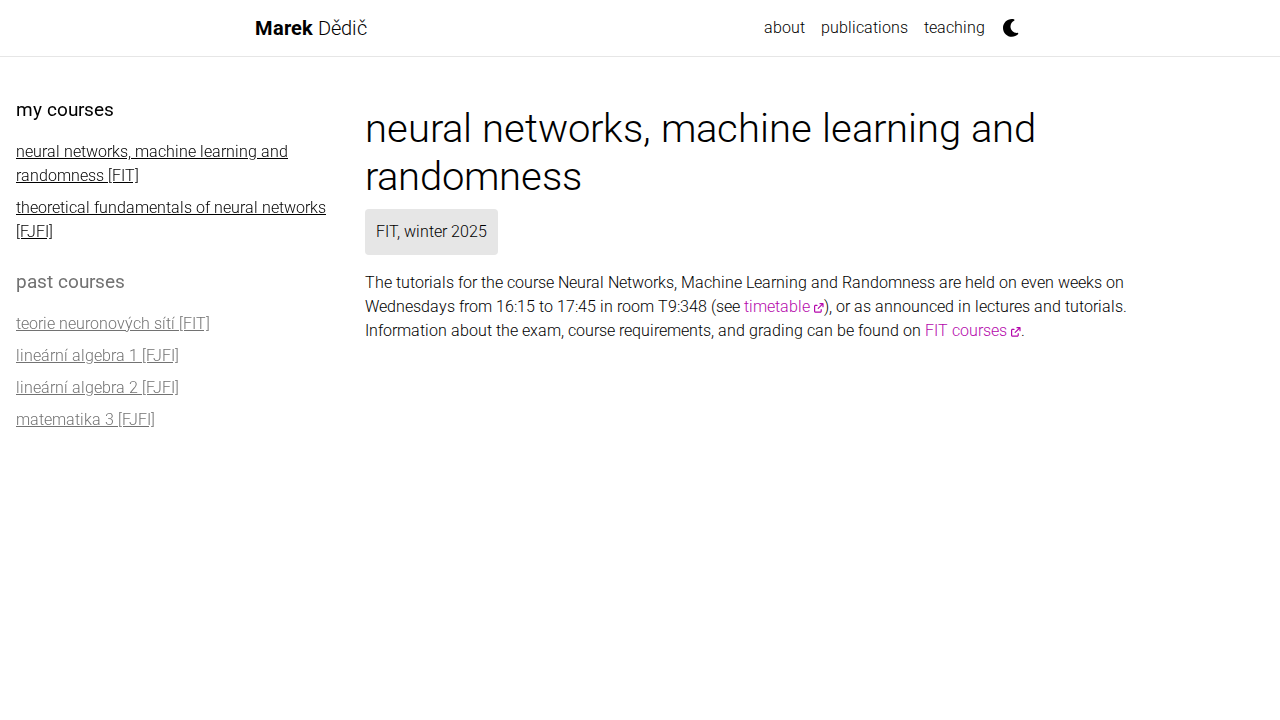 Marek Dědič
about publications teaching
my courses
neural networks, machine learning and
randomness [FIT]
theoretical fundamentals of neural networks
[FJFI]
past courses
teorie neuronových sítí [FIT]
lineární algebra 1 [FJFI]
lineární algebra 2 [FJFI]
matematika 3 [FJFI]
neural networks, machine learning and
randomness
FIT, winter 2025
The tutorials for the course Neural Networks, Machine Learning and Randomness are held on even weeks on
Wednesdays from 16:15 to 17:45 in room T9:348 (see timetable), or as announced in lectures and tutorials.
Information about the exam, course requirements, and grading can be found on FIT courses.